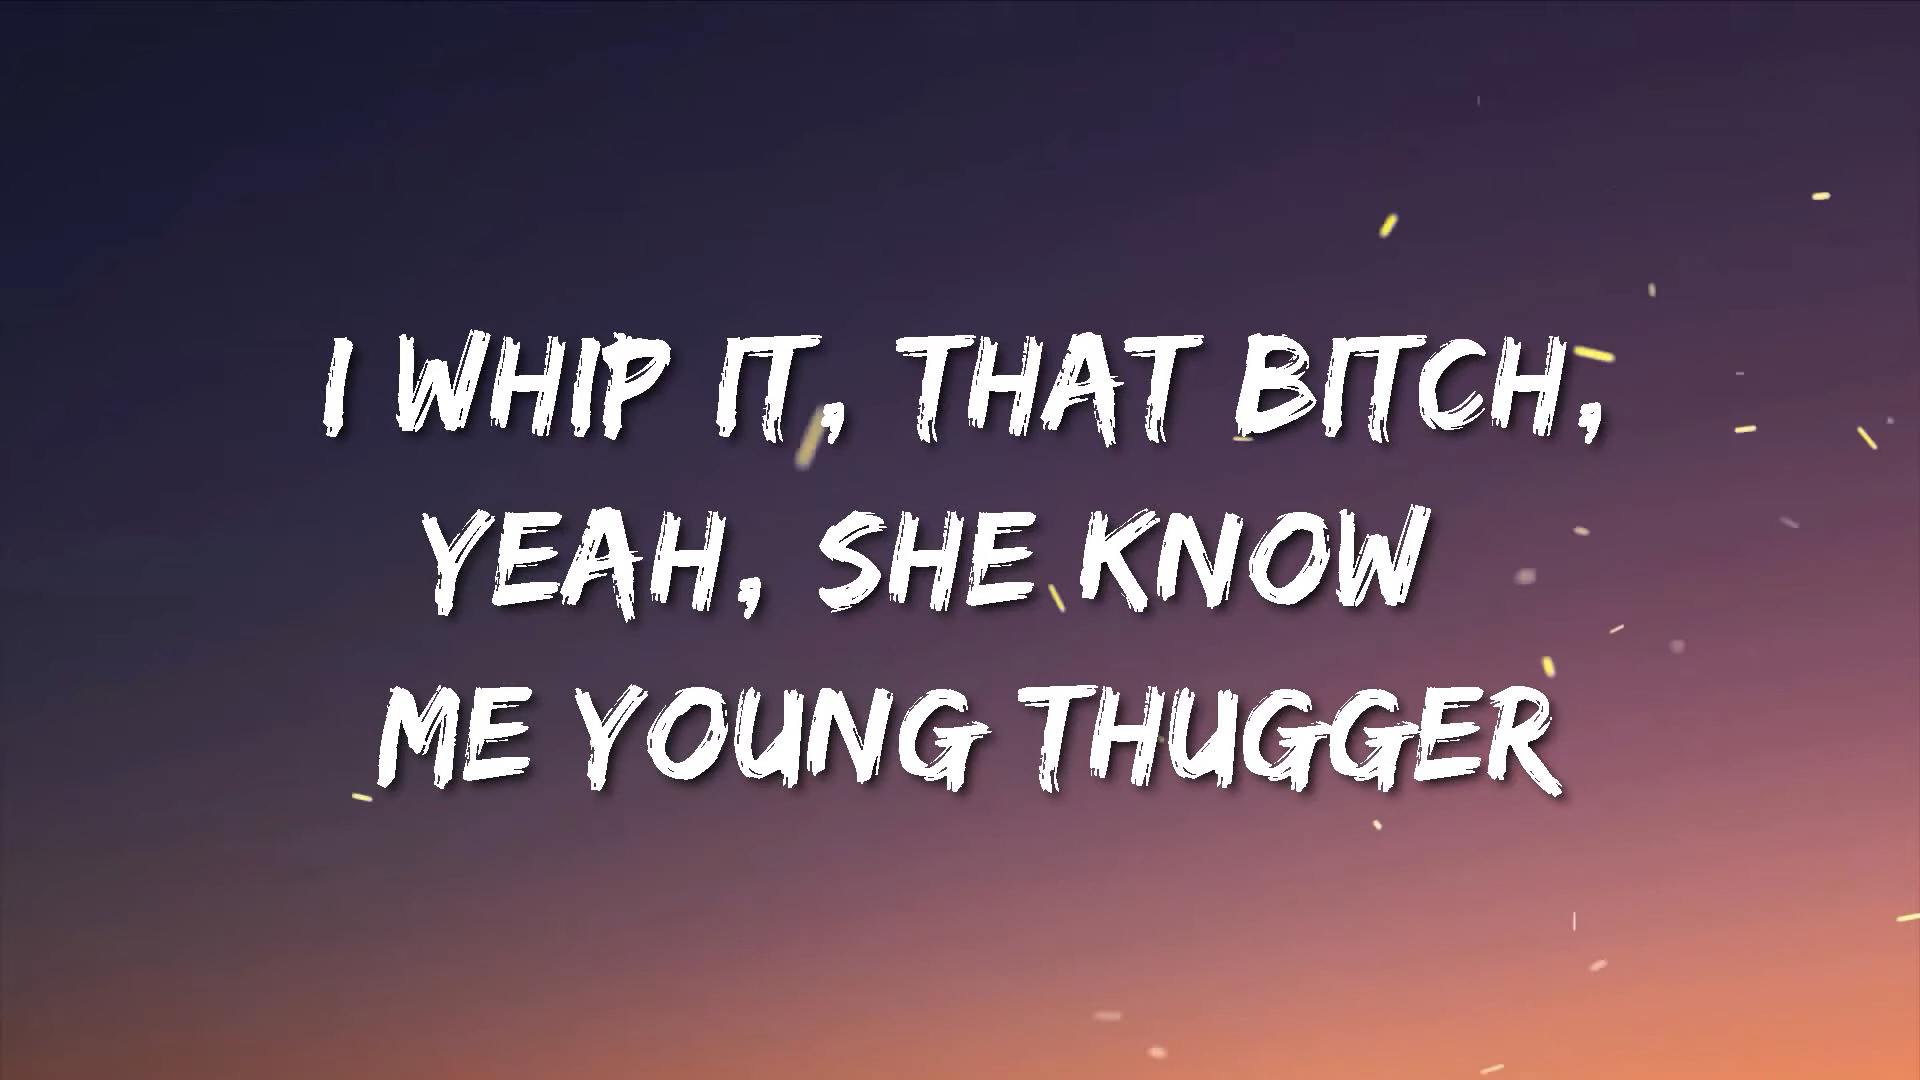 I WHIP IT, THAT BITCH,
YEAH, SHE KNOW
ME YOUNG THUGGER